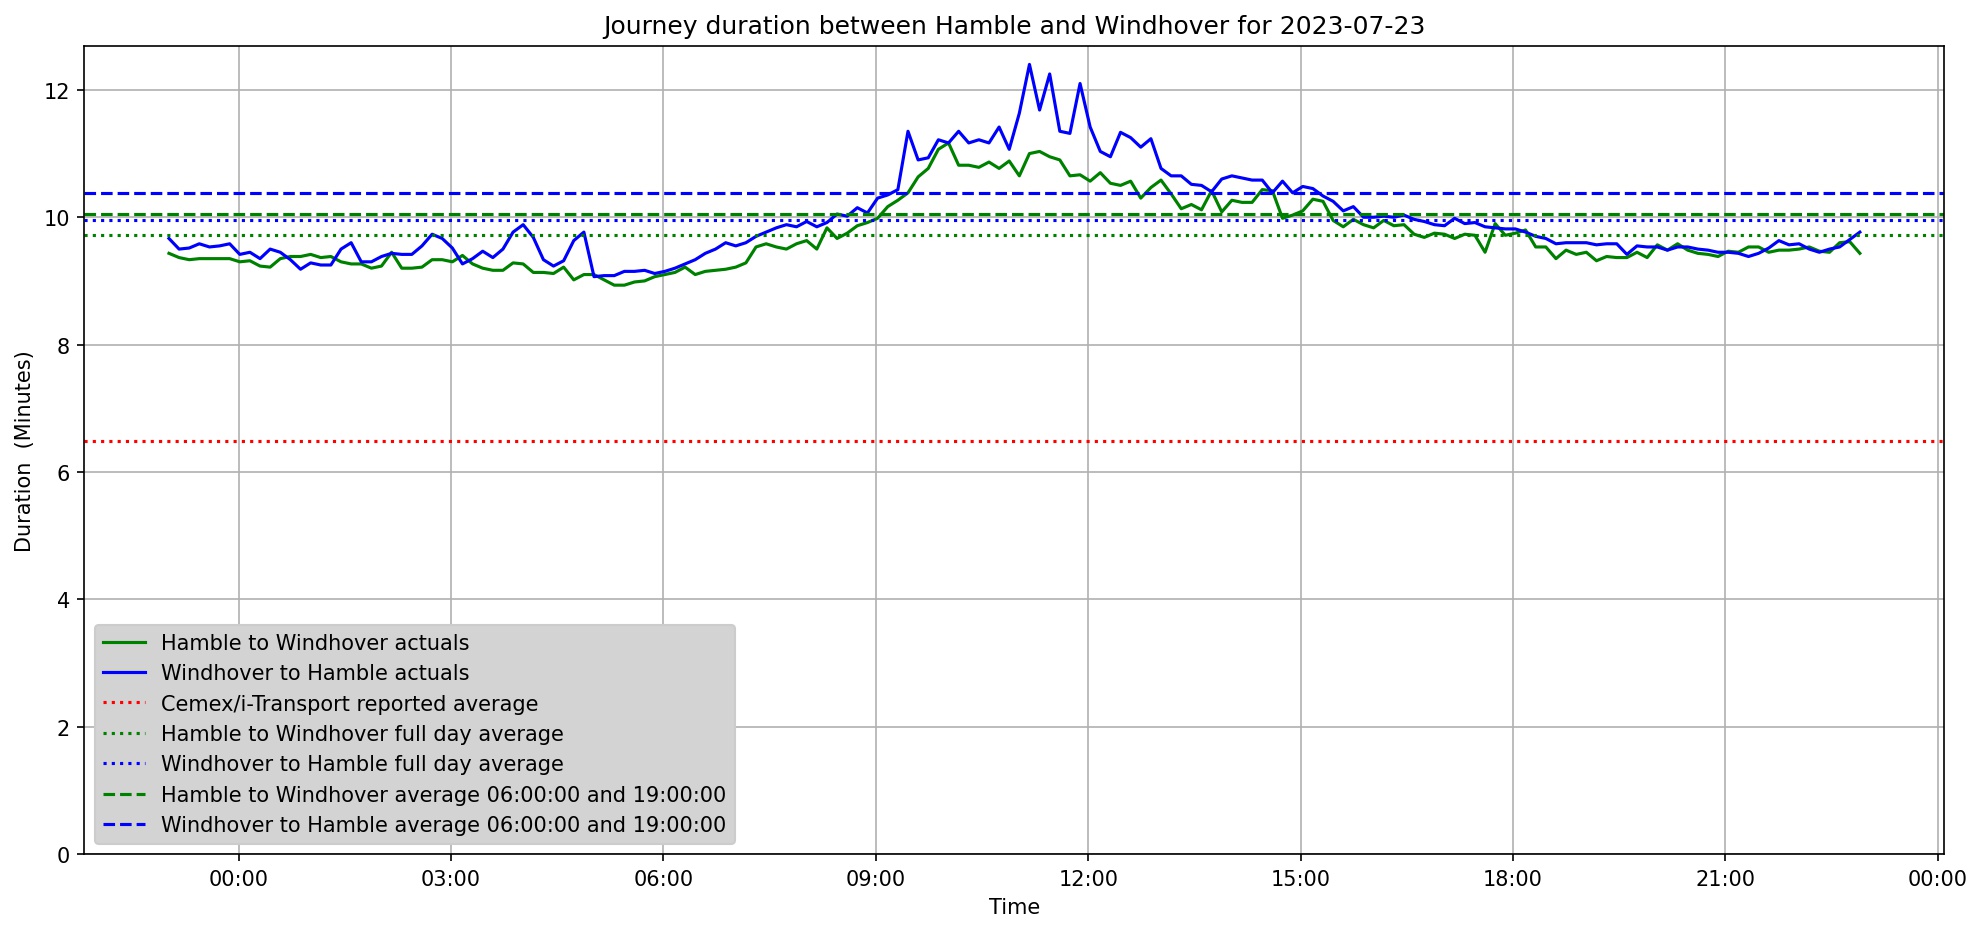 Journey duration between Hamble and Windhover for 2023-07-23
12
10
8
6
4
2
0
Duration (Minutes)
Hamble to Windhover actuals
Windhover to Hamble actuals
Cemex/i-Transport reported average
Hamble to Windhover full day average
Windhover to Hamble full day average
Hamble to Windhover average 06:00:00 and 19:00:00
Windhover to Hamble average 06:00:00 and 19:00:00
00:00 03:00 06:00 09:00 12:00 15:00 18:00 21:00 00:00
Time